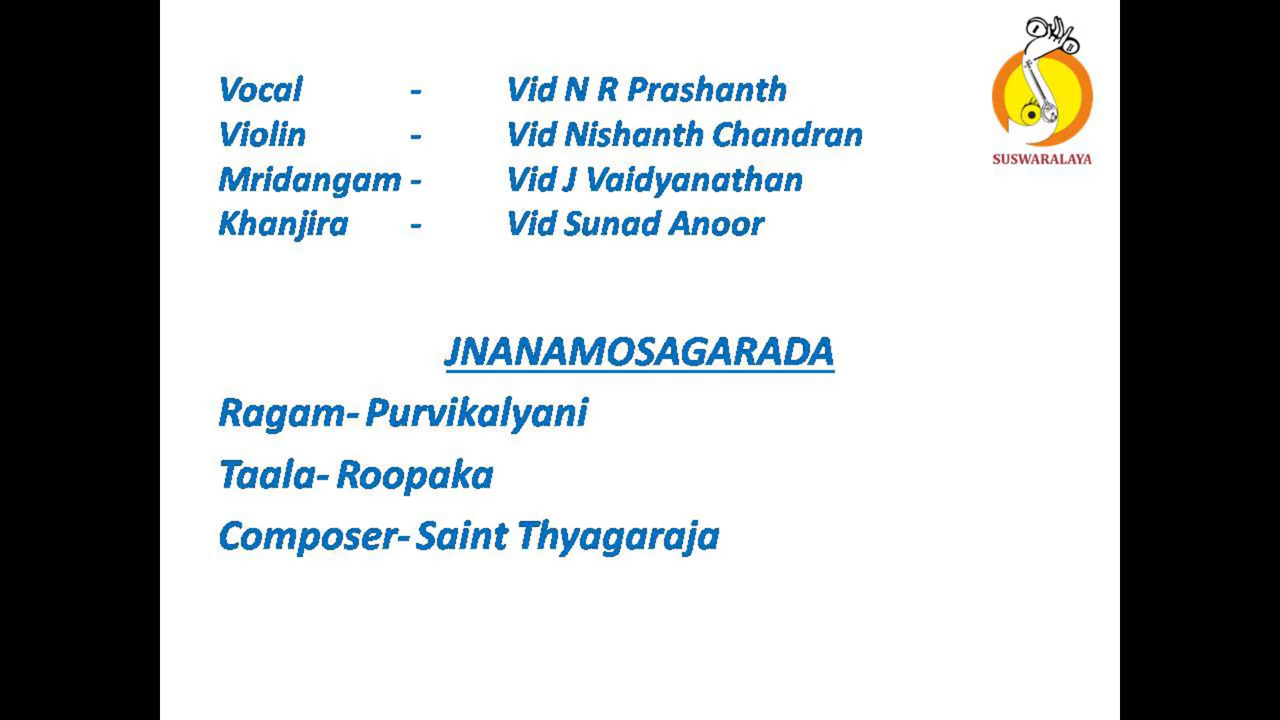 Vocal - Vid N R Prashanth
Violin - Vid Nishanth Chandran
Mridangam - Vid J Vaidyanathan
Khanjira - Vid Sunad Anoor
SUSWARALAYA
JNANAMOSAGARADA
Ragam- Purvikalyani
Taala- Roopaka
Composer- Saint Thyagaraja